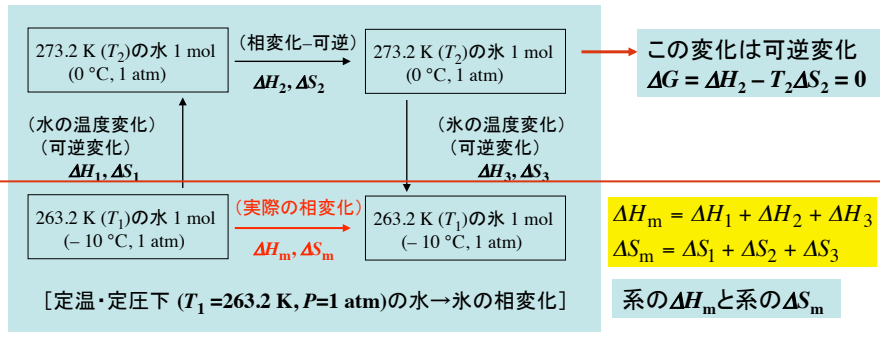 273.2 K (T₂)の水 1 mol
(0 °C, 1 atm)
(相変化–可逆)
ΔH₂, ΔS₂
273.2 K (T₂)の氷 1 mol
(0 °C, 1 atm)
この変化は可逆変化
ΔG = ΔH₂ – T₂ΔS₂ = 0
(水の温度変化)
(可逆変化)
ΔH₁, ΔS₁
(氷の温度変化)
(可逆変化)
ΔH₃, ΔS₃
263.2 K (T₁)の水 1 mol
(– 10 °C, 1 atm)
(実際の相変化)
ΔHₘ, ΔSₘ
263.2 K (T₁)の氷 1 mol
(– 10 °C, 1 atm)
ΔHₘ = ΔH₁ + ΔH₂ + ΔH₃
ΔSₘ = ΔS₁ + ΔS₂ + ΔS₃
[定温・定圧下 (T₁ =263.2 K, P=1 atm)の水→氷の相変化]
系のΔHₘと系のΔSₘ